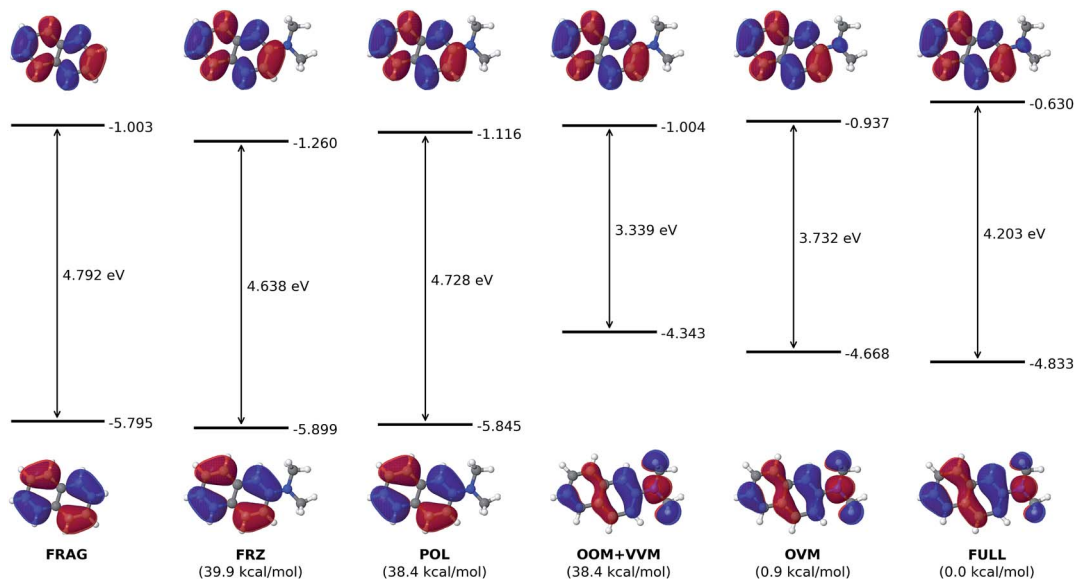 -1.003
-1.260
-1.116
-1.004
-0.937
-0.630
4.792 eV
4.638 eV
4.728 eV
3.339 eV
3.732 eV
4.203 eV
-5.795
-5.899
-5.845
-4.343
-4.668
-4.833
FRAG
FRZ
(39.9 kcal/mol)
POL
(38.4 kcal/mol)
OOM+VVM
(38.4 kcal/mol)
OVM
(0.9 kcal/mol)
FULL
(0.0 kcal/mol)